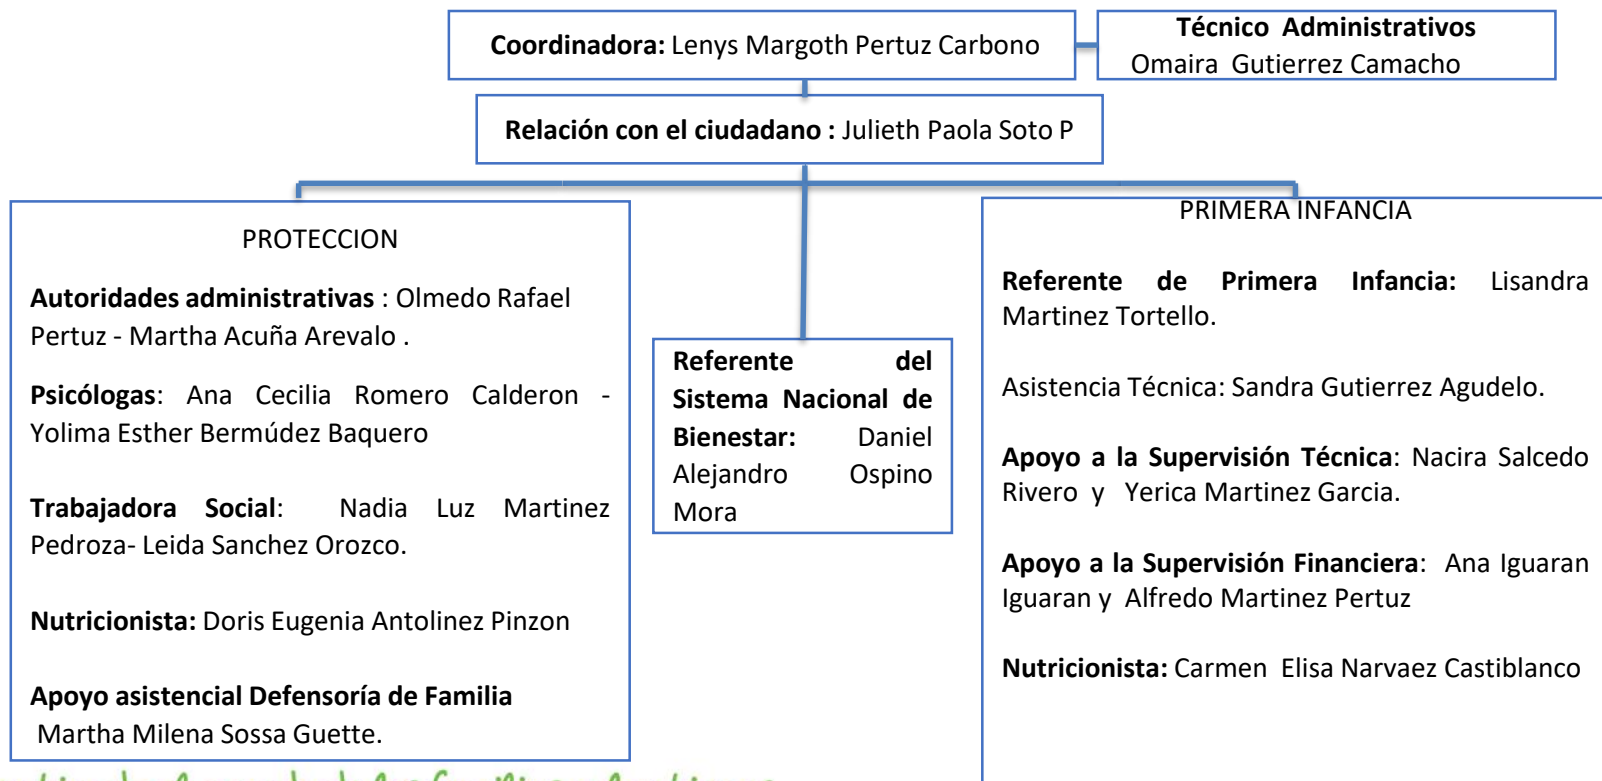 Coordinadora: Lenys Margoth Pertuz Carbono
Técnico Administrativos
Omaira Gutierrez Camacho
Relación con el ciudadano : Julieth Paola Soto P
PROTECCION
Autoridades administrativas : Olmedo Rafael
Pertuz - Martha Acuña Arevalo .
Psicólogas: Ana Cecilia Romero Calderon -
Yolima Esther Bermúdez Baquero
Trabajadora Social: Nadia Luz Martinez
Pedroza- Leida Sanchez Orozco.
Nutricionista: Doris Eugenia Antolinez Pinzon
Apoyo asistencial Defensoría de Familia
Martha Milena Sossa Guette.
Referente del
Sistema Nacional de
Bienestar: Daniel
Alejandro Ospino
Mora
PRIMERA INFANCIA
Referente de Primera Infancia: Lisandra
Martinez Tortello.
Asistencia Técnica: Sandra Gutierrez Agudelo.
Apoyo a la Supervisión Técnica: Nacira Salcedo
Rivero y Yerica Martinez Garcia.
Apoyo a la Supervisión Financiera: Ana Iguaran
Iguaran y Alfredo Martinez Pertuz
Nutricionista: Carmen Elisa Narvaez Castiblanco